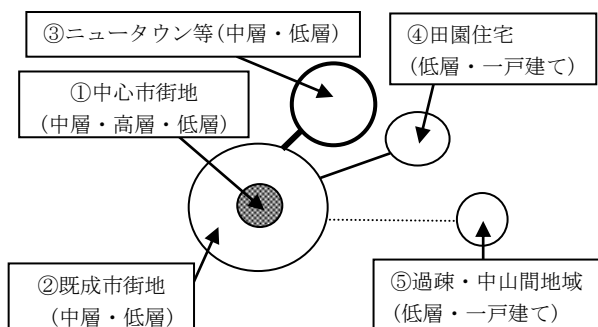 ③ニュータウン等(中層・低層)
④田園住宅
(低層・一戸建て)
①中心市街地
(中層・高層・低層)
②既成市街地
(中層・低層)
⑤過疎・中山間地域
(低層・一戸建て)